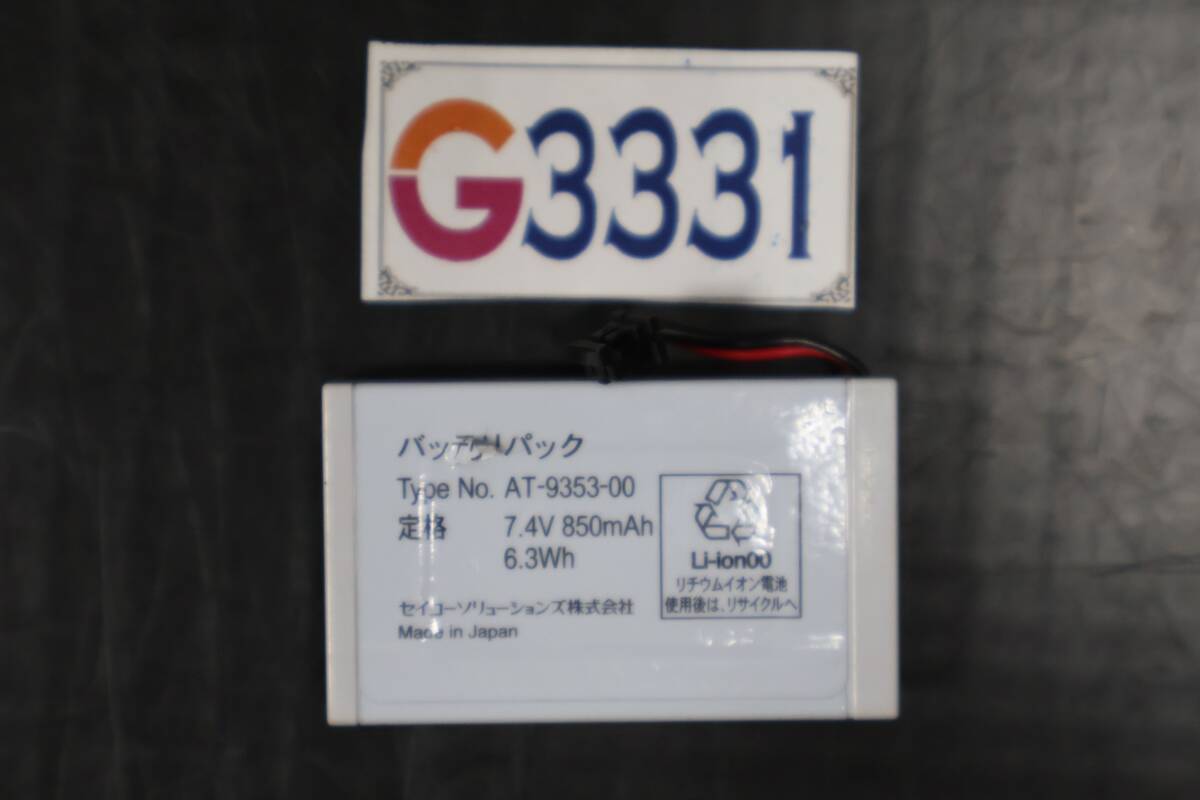 G3331
バッテリパック
Type No. AT-9353-00
定格 7.4V 850mAh
6.3Wh
Li-ion00
リチウムイオン電池
使用後は、リサイクルへ
セイコーソリューションズ株式会社
Made in Japan